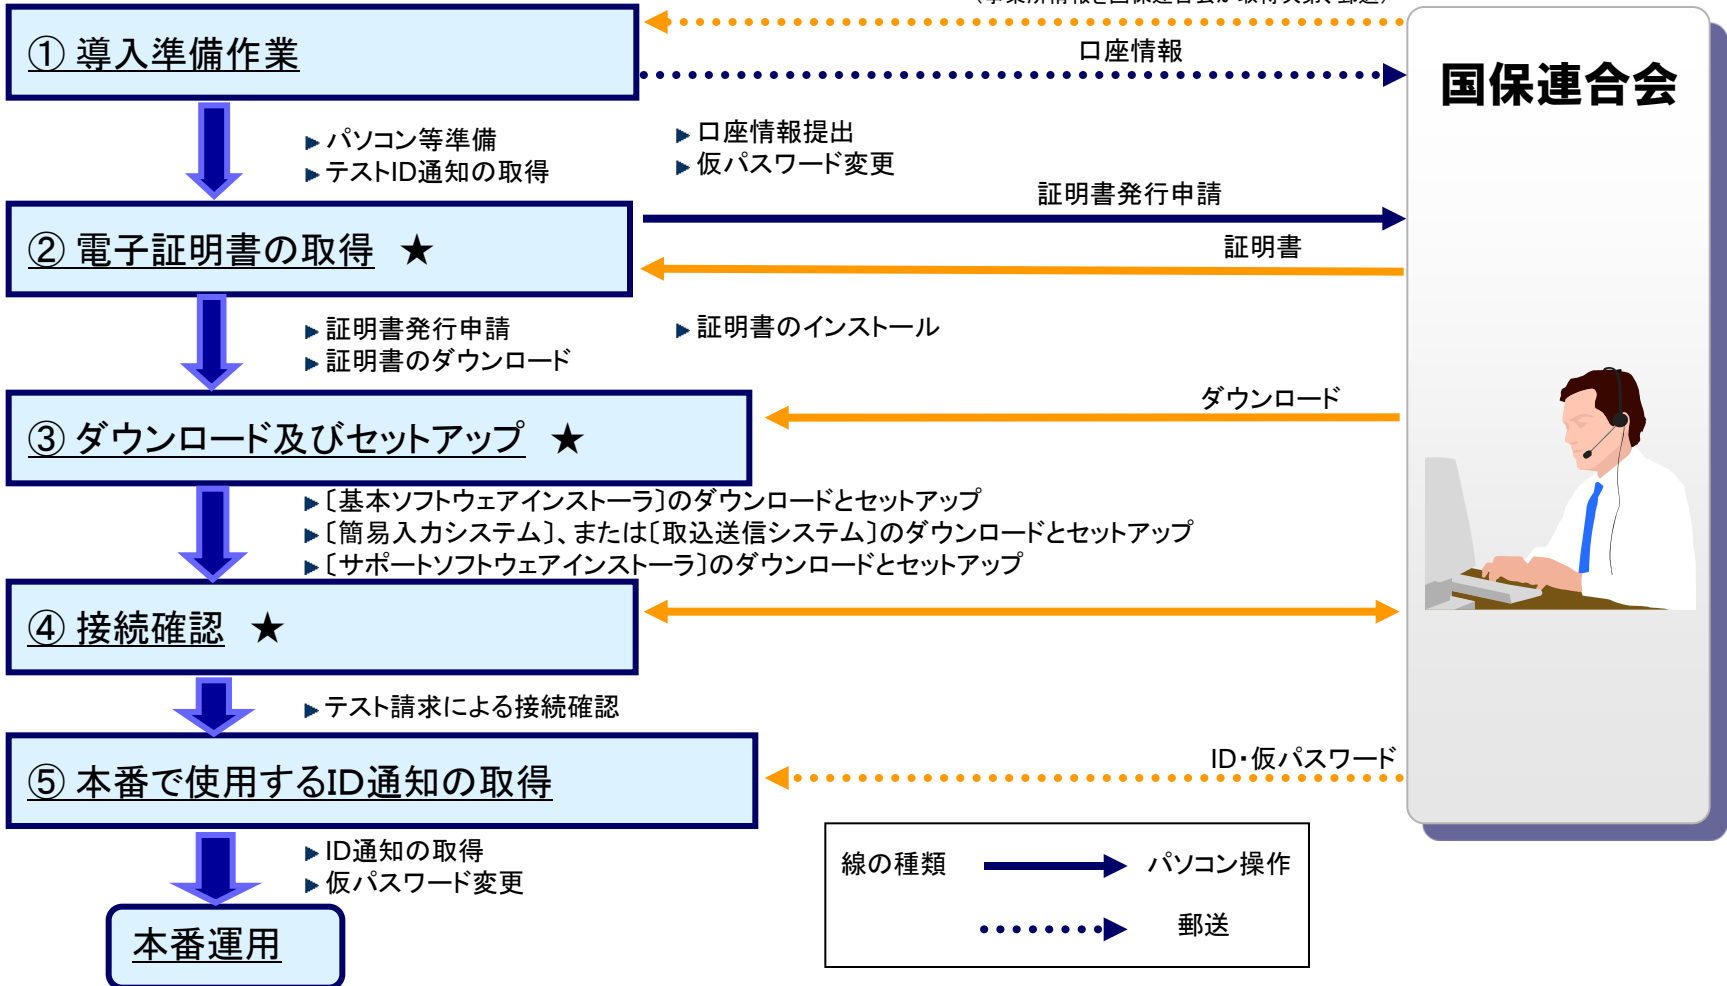 ① 導入準備作業
口座情報
国保連合会
▶ パソコン等準備
▶ テストID通知の取得
▶ 口座情報提出
▶ 仮パスワード変更
証明書発行申請
② 電子証明書の取得 ★
証明書
▶ 証明書発行申請
▶ 証明書のダウンロード
▶ 証明書のインストール
ダウンロード
③ ダウンロード及びセットアップ ★
▶ 〔基本ソフトウェアインストーラ〕のダウンロードとセットアップ
▶ 〔簡易入力システム〕、または〔取込送信システム〕のダウンロードとセットアップ
▶ 〔サポートソフトウェアインストーラ〕のダウンロードとセットアップ
④ 接続確認 ★
▶ テスト請求による接続確認
ID・仮パスワード
⑤ 本番で使用するID通知の取得
▶ ID通知の取得
▶ 仮パスワード変更
線の種類 パソコン操作
郵送
本番運用